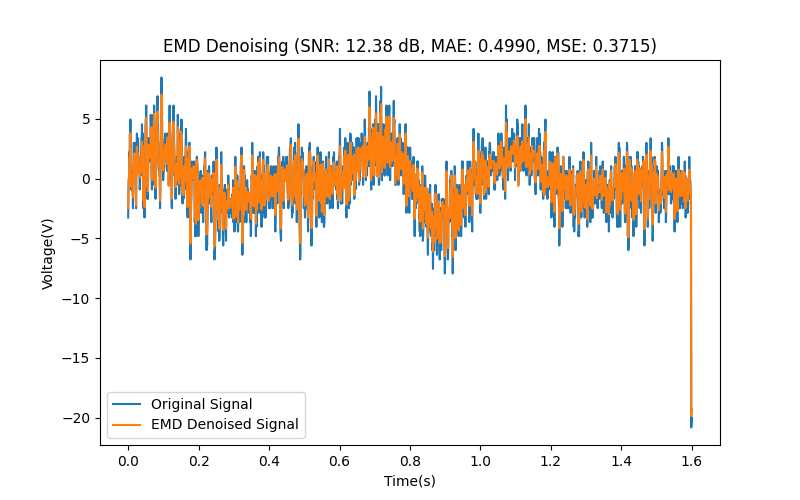 EMD Denoising (SNR: 12.38 dB, MAE: 0.4990, MSE: 0.3715)
5
0
−5
−10
−15
−20
Voltage(V)
Original Signal
EMD Denoised Signal
0.0 0.2 0.4 0.6 0.8 1.0 1.2 1.4 1.6
Time(s)